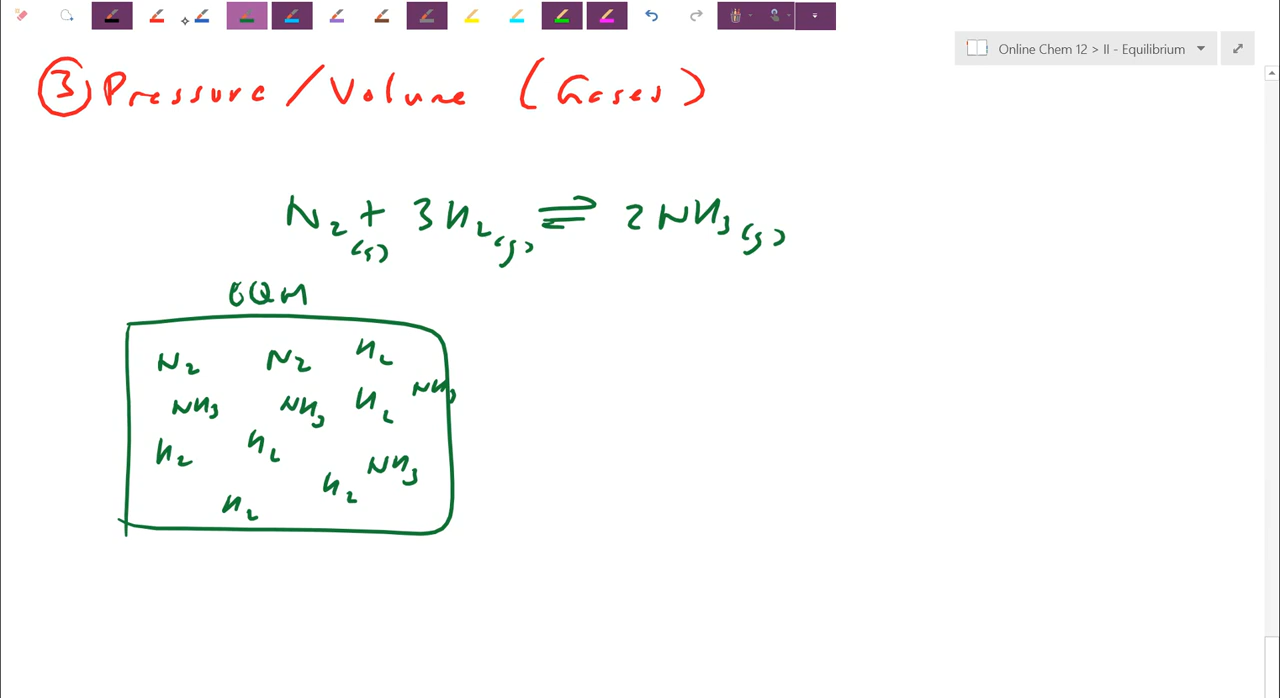 Online Chem 12 > II - Equilibrium
③ Pressure/Volume (Gases)
N₂(g) + 3H₂(g) ⇌ 2NH₃(g)
EQM
N₂ N₂ H₂
NH₃ NH₃ H₂ NH₃
H₂ H₂ NH₃
H₂ H₂